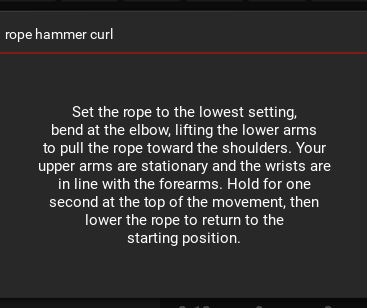 rope hammer curl
Set the rope to the lowest setting,
bend at the elbow, lifting the lower arms
to pull the rope toward the shoulders. Your
upper arms are stationary and the wrists are
in line with the forearms. Hold for one
second at the top of the movement, then
lower the rope to return to the
starting position.